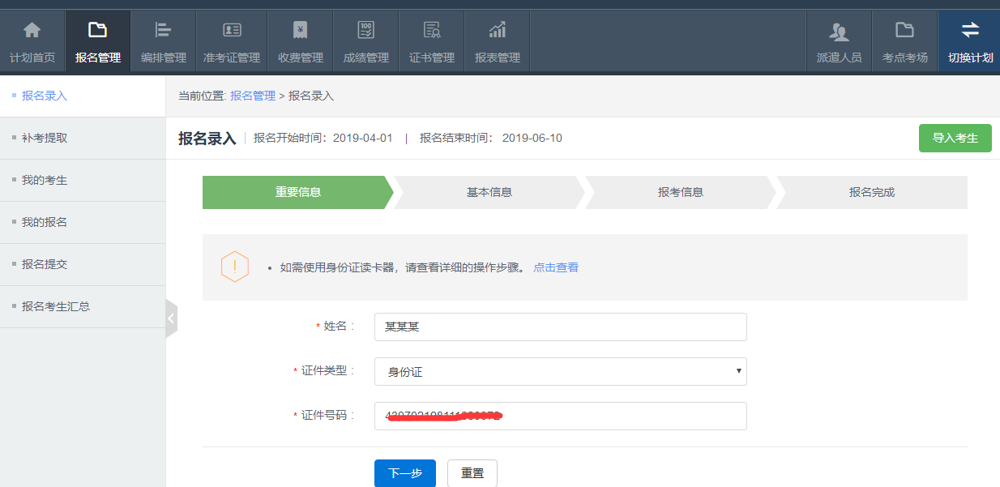 计划首页 报名管理 编排管理 准考证管理 收费管理 成绩管理 证书管理 报表管理 派遣人员 考点考场 切换计划
报名录入
补考提取
我的考生
我的报名
报名提交
报名考生汇总
当前位置: 报名管理 > 报名录入
报名录入 报名开始时间: 2019-04-01 | 报名结束时间: 2019-06-10 导入考生
重要信息 基本信息 报考信息 报名完成
• 如需使用身份证读卡器，请查看详细的操作步骤。 点击查看
* 姓名 : 某某某
* 证件类型 : 身份证
* 证件号码 :
下一步 重置